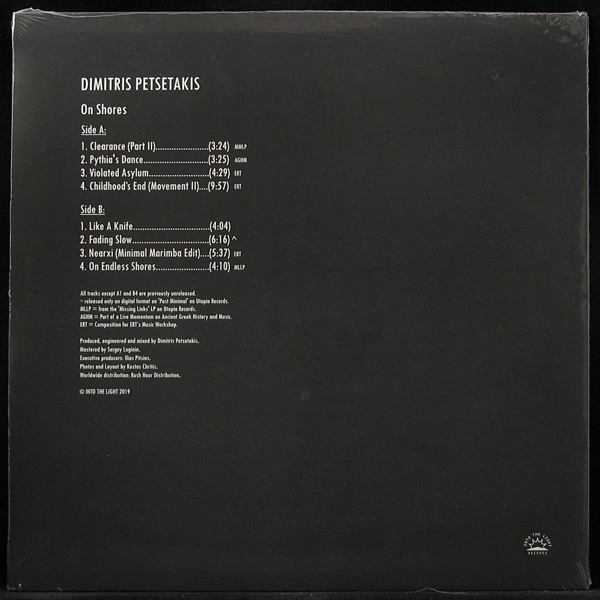 DIMITRIS PETSETAKIS
On Shores
Side A:
1. Clearance (Part II)......................(3:24) MMLP
2. Pythia's Dance..........................(3:25) AGHM
3. Violated Asylum.........................(4:29) ERT
4. Childhood's End (Movement II)....(9:57) ERT
Side B:
1. Like A Knife...............................(4:04)
2. Fading Slow...............................(6:16) ^
3. Nearxi (Minimal Marimba Edit)....(5:37) ERT
4. On Endless Shores......................(4:10) MLLP
All tracks except A1 and B4 are previously unreleased.
^ released only on digital format on 'Post Minimal' on Utopia Records.
MLLP = from the 'Missing Links' LP on Utopia Records.
AGHM = Part of a Live Momentum on Ancient Greek History and Music.
ERT = Composition for ERT's Music Workshop.
Produced, engineered and mixed by Dimitris Petsetakis.
Mastered by Sergey Luginin.
Executive producers: Ilias Pitsios.
Photos and Layout by Kostas Chritis.
Worldwide distribution: Rush Hour Distribution.
© INTO THE LIGHT 2019
INTO THE LIGHT
RECORDS